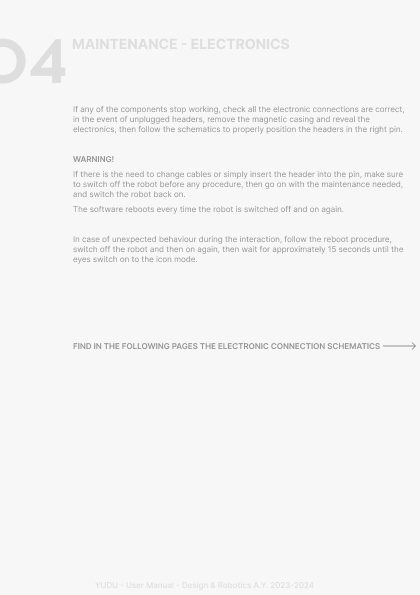 04 MAINTENANCE - ELECTRONICS
If any of the components stop working, check all the electronic connections are correct,
in the event of unplugged headers, remove the magnetic casing and reveal the
electronics, then follow the schematics to properly position the headers in the right pin.
WARNING!
If there is the need to change cables or simply insert the header into the pin, make sure
to switch off the robot before any procedure, then go on with the maintenance needed,
and switch the robot back on.
The software reboots every time the robot is switched off and on again.
In case of unexpected behaviour during the interaction, follow the reboot procedure,
switch off the robot and then on again, then wait for approximately 15 seconds until the
eyes switch on to the icon mode.
FIND IN THE FOLLOWING PAGES THE ELECTRONIC CONNECTION SCHEMATICS
YUDU - User Manual - Design & Robotics A.Y. 2023-2024